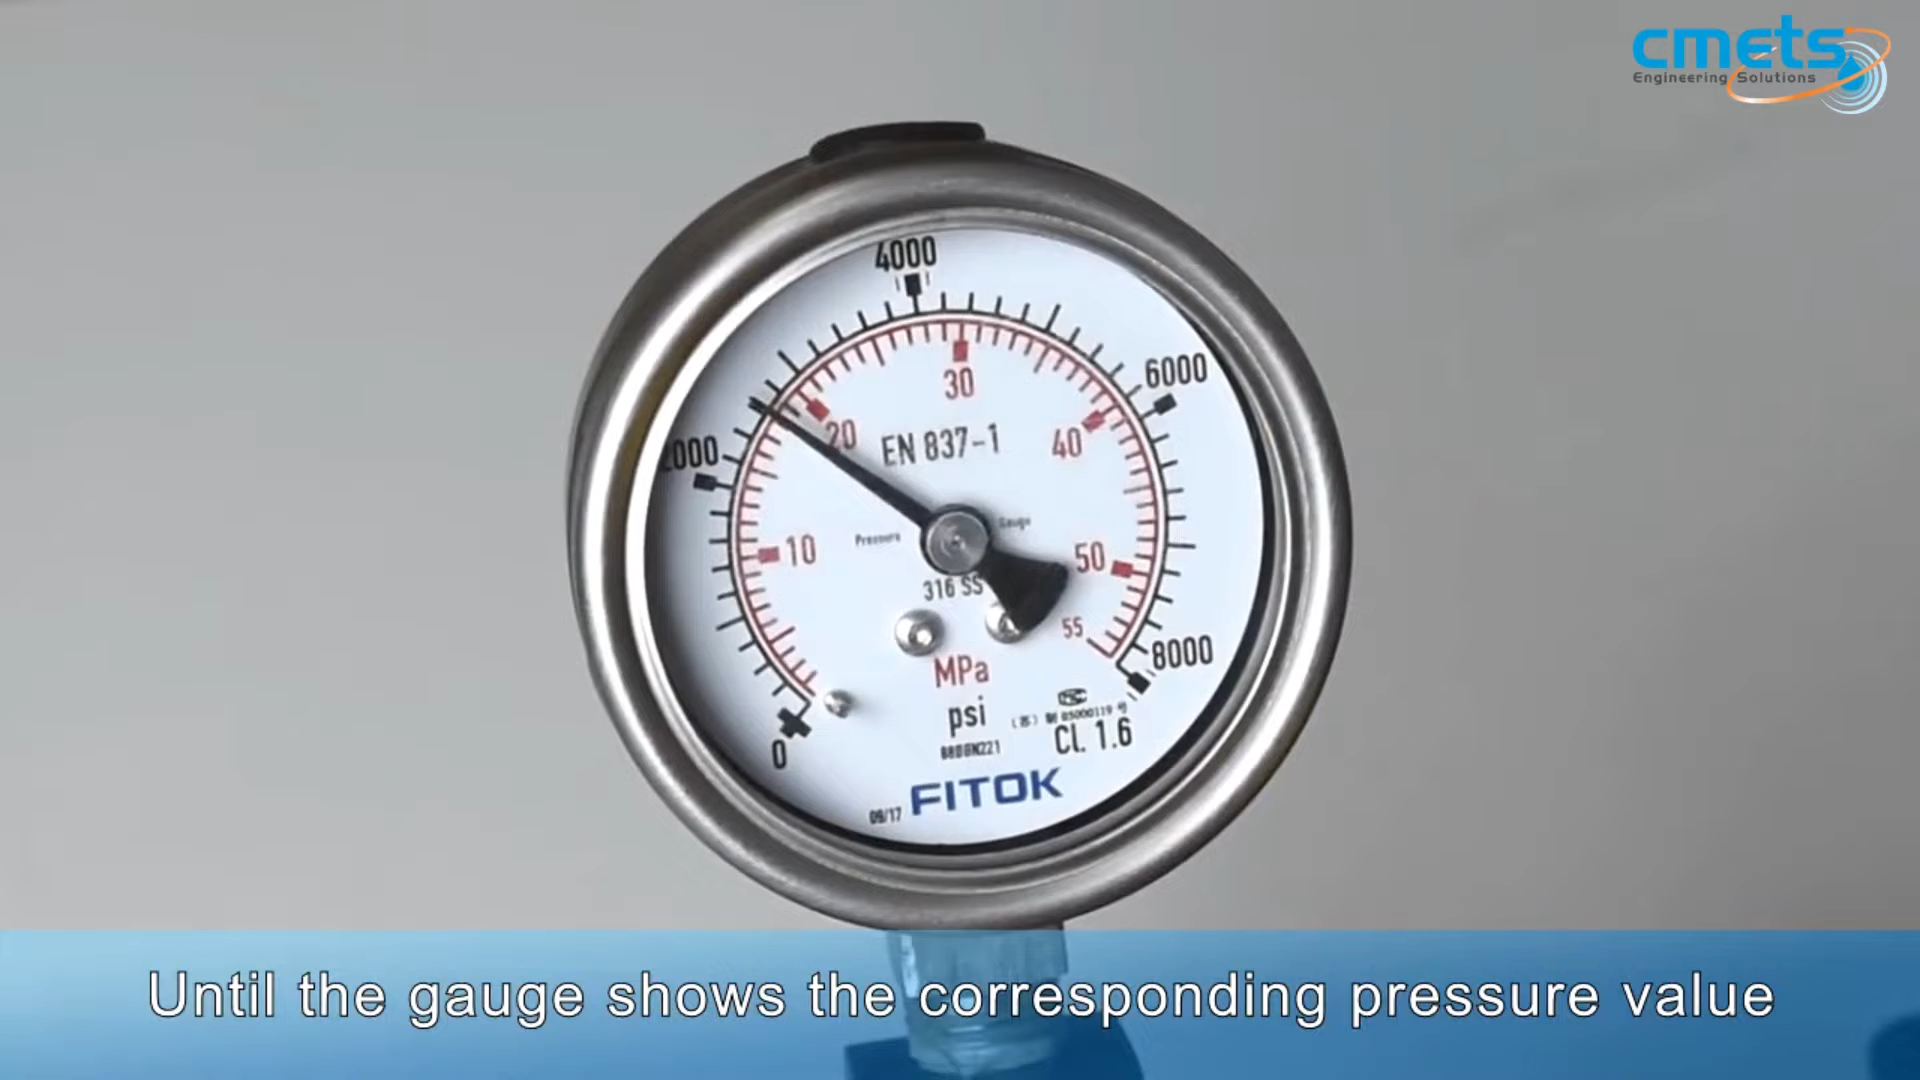 cmets
Engineering Solutions
4000
6000
30
20
EN 837-1
40
000
Pressure
Gauge
10
50
316 SS
55
8000
MPa
psi
CL. 1.6
0
09/17
FITOK
Until the gauge shows the corresponding pressure value